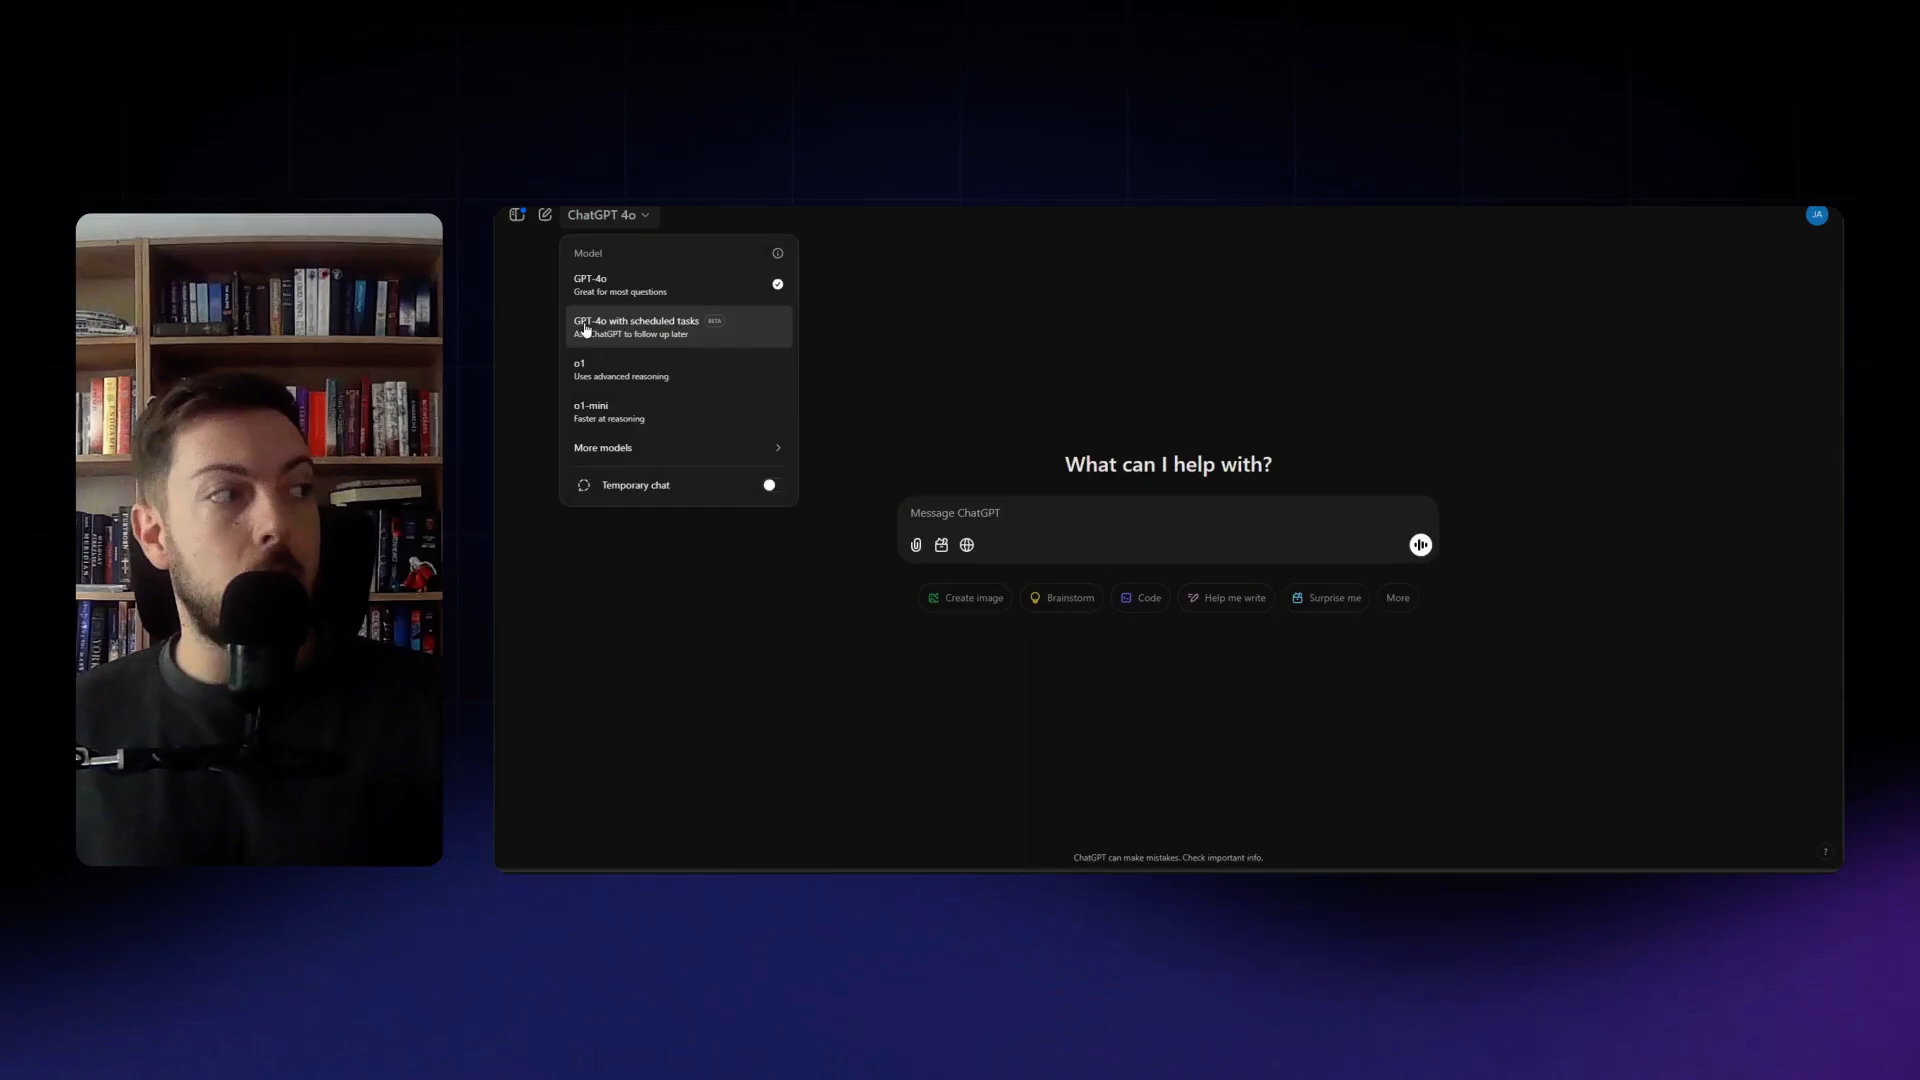 ChatGPT 4o
JA
Model
GPT-4o
Great for most questions
GPT-4o with scheduled tasks BETA
ChatGPT to follow up later
o1
Uses advanced reasoning
o1-mini
Faster at reasoning
More models
Temporary chat
What can I help with?
Message ChatGPT
Create image
Brainstorm
Code
Help me write
Surprise me
More
ChatGPT can make mistakes. Check important info.
?
ENDGAME
MERIDIAN
YORK